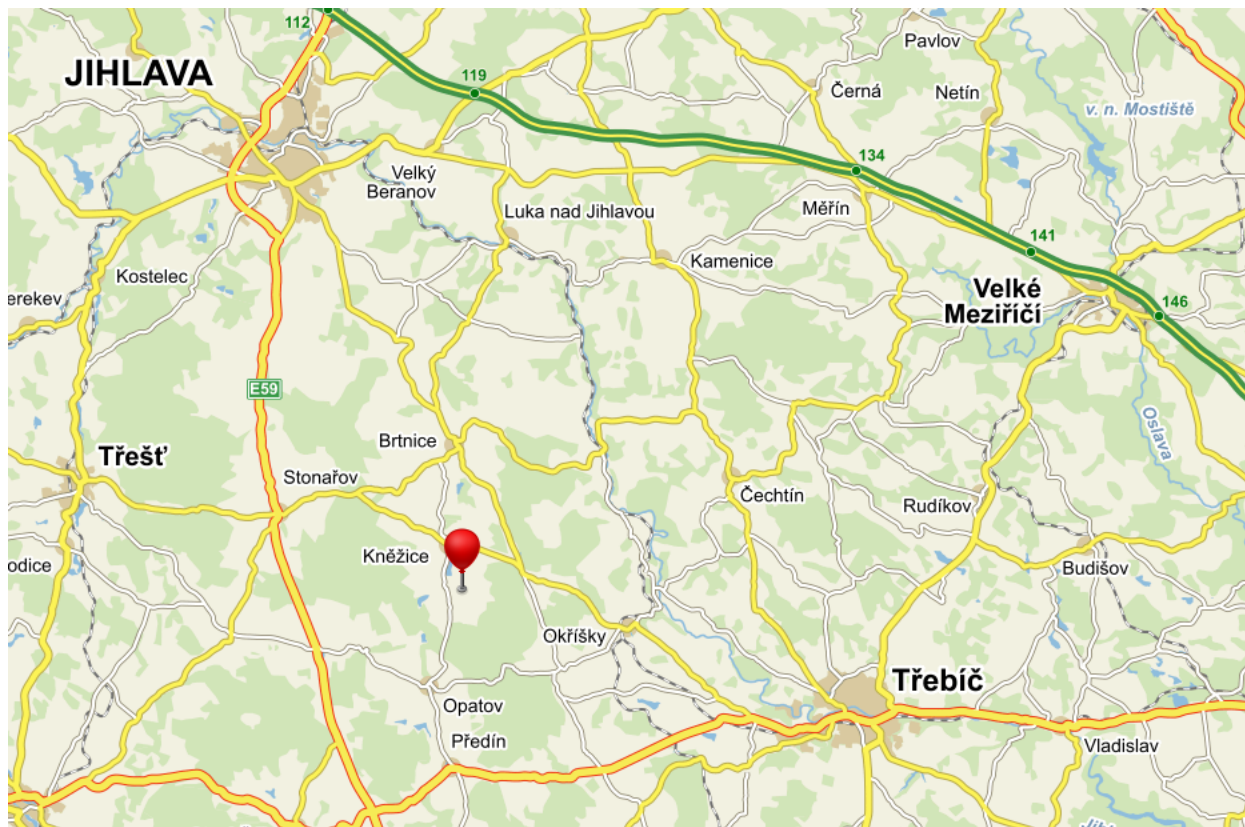 112
JIHLAVA
119
Pavlov
Černá
Netín
v. n. Mostiště
134
Velký
Beranov
Luka nad Jihlavou
Měřín
141
Kamenice
Kostelec
erekev
Velké
Meziříčí
146
E59
Oslava
Brtnice
Třešť
Stonařov
Čechtín
Rudíkov
Kněžice
odice
Budišov
Okříšky
Třebíč
Opatov
Předín
Vladislav